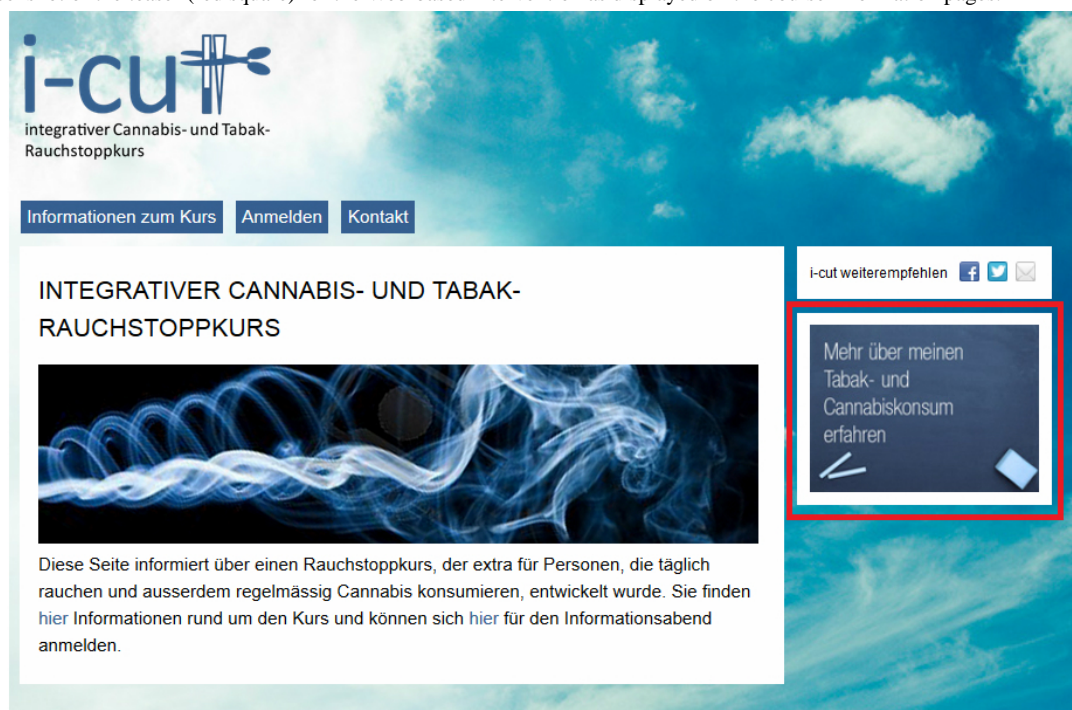 i-cut
integrativer Cannabis- und Tabak-
Rauchstoppkurs
Informationen zum Kurs Anmelden Kontakt
INTEGRATIVER CANNABIS- UND TABAK-
RAUCHSTOPPKURS
Diese Seite informiert über einen Rauchstoppkurs, der extra für Personen, die täglich
rauchen und ausserdem regelmässig Cannabis konsumieren, entwickelt wurde. Sie finden
hier Informationen rund um den Kurs und können sich hier für den Informationsabend
anmelden.
i-cut weiterempfehlen
Mehr über meinen
Tabak- und
Cannabiskonsum
erfahren